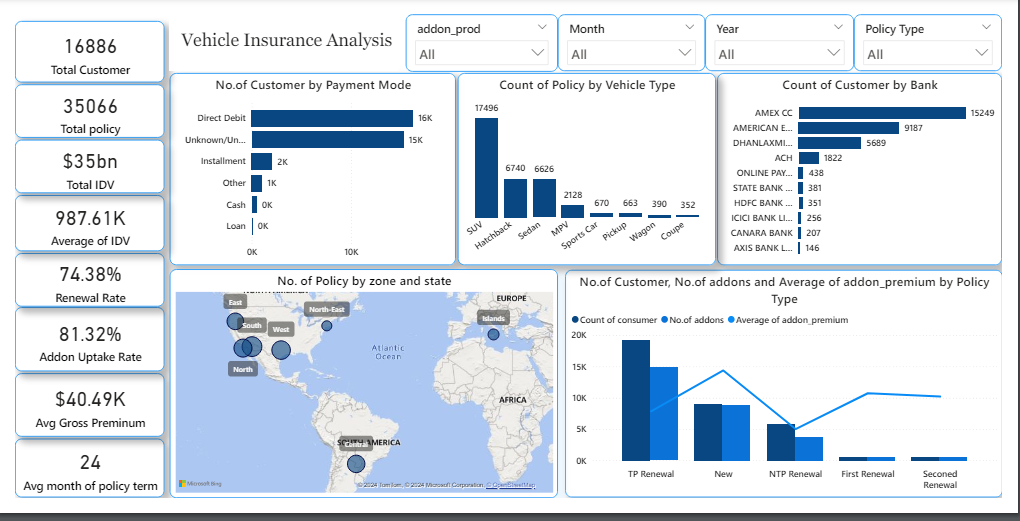 Vehicle Insurance Analysis
addon_prod
All
Month
All
Year
All
Policy Type
All
16886
Total Customer
35066
Total policy
$35bn
Total IDV
987.61K
Average of IDV
74.38%
Renewal Rate
81.32%
Addon Uptake Rate
$40.49K
Avg Gross Preminum
24
Avg month of policy term
No.of Customer by Payment Mode
Direct Debit 16K
Unknown/Un... 15K
Installment 2K
Other 1K
Cash 0K
Loan 0K
0K 10K
Count of Policy by Vehicle Type
17496 6740 6626 2128 670 663 390 352
SUV Hatchback Sedan MPV Sports Car Pickup Wagon Coupe
Count of Customer by Bank
AMEX CC 15249
AMERICAN E... 9187
DHANLAXMI... 5689
ACH 1822
ONLINE PAY... 438
STATE BANK ... 381
HDFC BANK ... 351
ICICI BANK LI... 256
CANARA BANK 207
AXIS BANK L... 146
No. of Policy by zone and state
EUROPE
East
North-East
South
West
Islands
Atlantic
Ocean
North
AFRICA
SOUTH AMERICA
Microsoft Bing
© 2024 TomTom, © 2024 Microsoft Corporation, © OpenStreetMap
No.of Customer, No.of addons and Average of addon_premium by Policy
Type
Count of consumer No.of addons Average of addon_premium
20K
15K
10K
5K
0K
TP Renewal New NTP Renewal First Renewal Seconed
Renewal